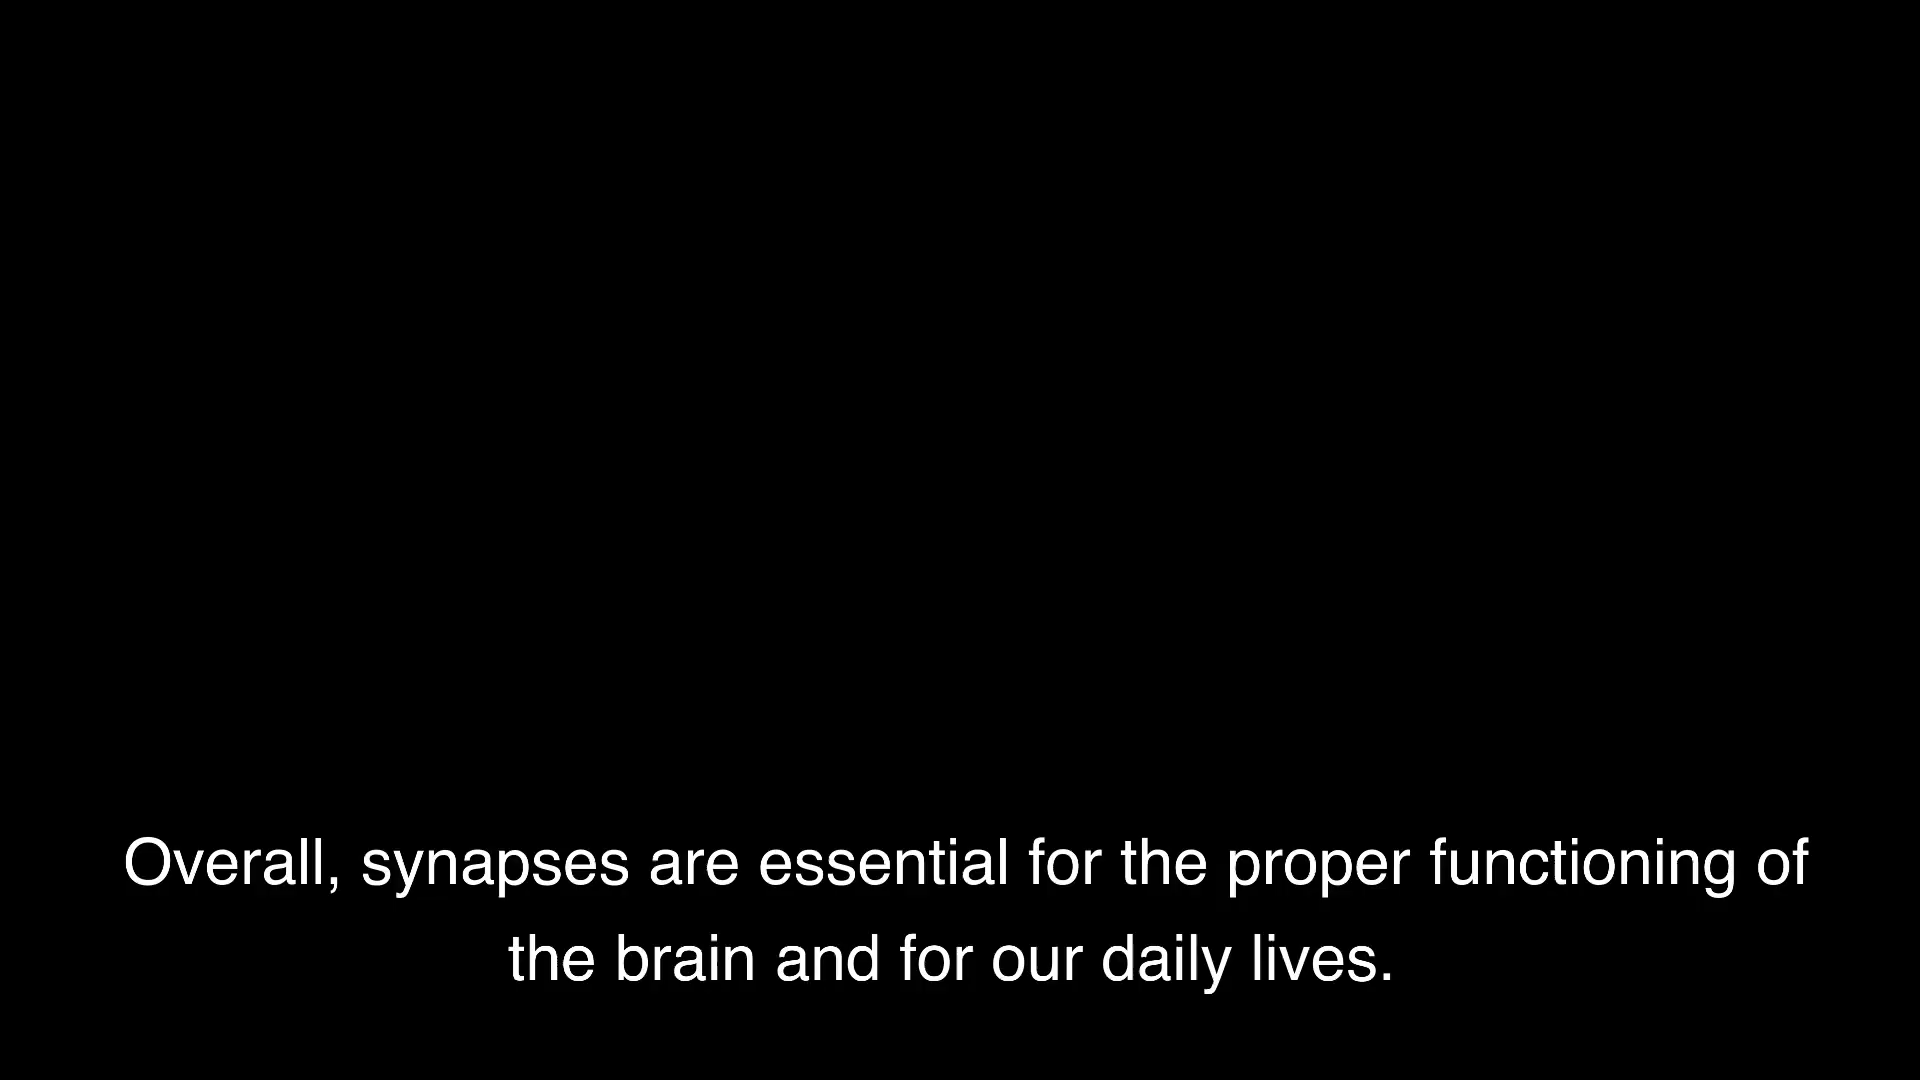 Overall, synapses are essential for the proper functioning of
the brain and for our daily lives.